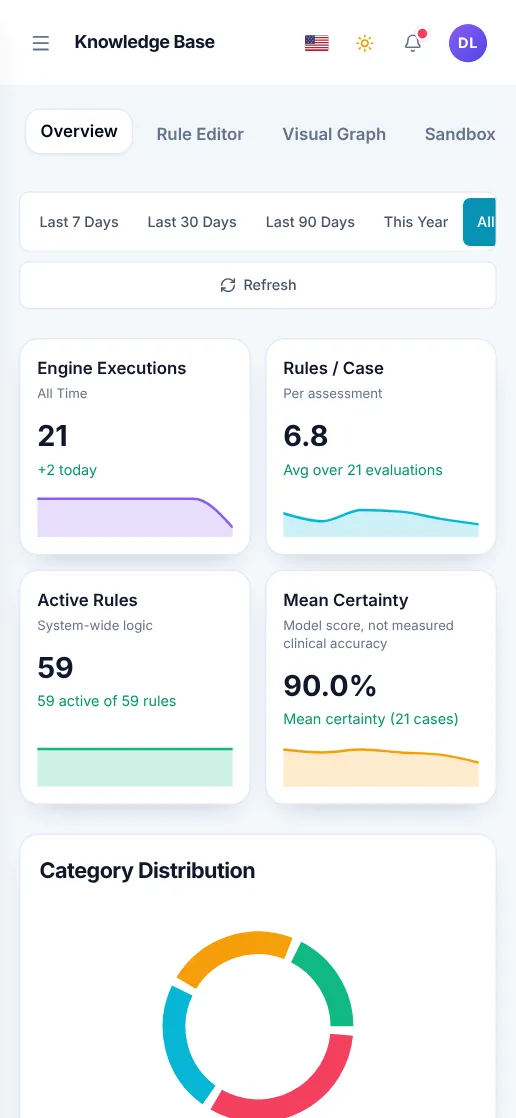 Knowledge Base
DL
Overview
Rule Editor
Visual Graph
Sandbox
Last 7 Days
Last 30 Days
Last 90 Days
This Year
All
Refresh
Engine Executions
All Time
21
+2 today
Rules / Case
Per assessment
6.8
Avg over 21 evaluations
Active Rules
System-wide logic
59
59 active of 59 rules
Mean Certainty
Model score, not measured
clinical accuracy
90.0%
Mean certainty (21 cases)
Category Distribution